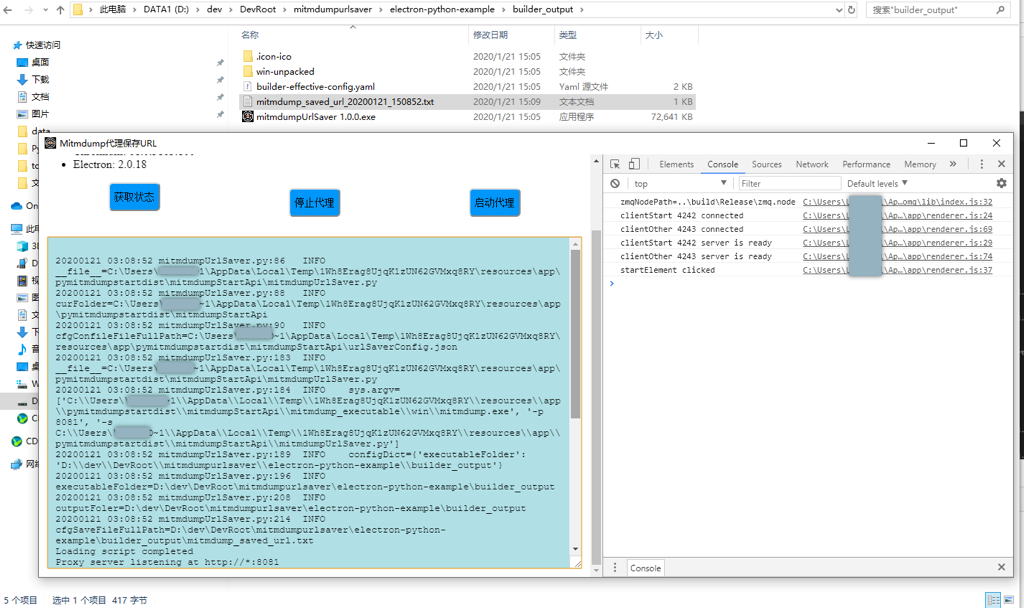 此电脑 › DATA1 (D:) › dev › DevRoot › mitmdumpurlsaver › electron-python-example › builder_output ›
搜索"builder_output"
名称 修改日期 类型 大小
快速访问
桌面
下载
文档
图片
data
.icon-ico 2020/1/21 15:05 文件夹
win-unpacked 2020/1/21 15:05 文件夹
builder-effective-config.yaml 2020/1/21 15:05 Yaml 源文件 2 KB
mitmdump_saved_url_20200121_150852.txt 2020/1/21 15:09 文本文档 1 KB
mitmdumpUrlSaver 1.0.0.exe 2020/1/21 15:05 应用程序 72,641 KB
Mitmdump代理保存URL
Electron: 2.0.18
获取状态 停止代理 启动代理
20200121 03:08:52 mitmdumpUrlSaver.py:86 INFO
__file__=C:\Users\ 1\AppData\Local\Temp\1Wh8Erag8UjqK1zUN62GVMxq8RY\resources\app\
pymitmdumpstartdist\mitmdumpStartApi\mitmdumpUrlSaver.py
20200121 03:08:52 mitmdumpUrlSaver.py:88 INFO
curFolder=C:\Users\ ~1\AppData\Local\Temp\1Wh8Erag8UjqK1zUN62GVMxq8RY\resources\app
\pymitmdumpstartdist\mitmdumpStartApi
20200121 03:08:52 mitmdumpUrlSaver.py:90 INFO
cfgConfileFileFullPath=C:\Users\ ~1\AppData\Local\Temp\1Wh8Erag8UjqK1zUN62GVMxq8RY\
resources\app\pymitmdumpstartdist\mitmdumpStartApi\urlSaverConfig.json
20200121 03:08:52 mitmdumpUrlSaver.py:183 INFO
__file__=C:\Users\ ~1\AppData\Local\Temp\1Wh8Erag8UjqK1zUN62GVMxq8RY\resources\app\
pymitmdumpstartdist\mitmdumpStartApi\mitmdumpUrlSaver.py
20200121 03:08:52 mitmdumpUrlSaver.py:184 INFO sys.argv=
['C:\\Users\\ ~1\\AppData\\Local\\Temp\\1Wh8Erag8UjqK1zUN62GVMxq8RY\\resources\\app
\\pymitmdumpstartdist\\mitmdumpStartApi\\mitmdump_executable\\win\\mitmdump.exe', '-p
8081', '-s
C:\\Users\\ ~1\\AppData\\Local\\Temp\\1Wh8Erag8UjqK1zUN62GVMxq8RY\\resources\\app\\
pymitmdumpstartdist\\mitmdumpStartApi\\mitmdumpUrlSaver.py']
20200121 03:08:52 mitmdumpUrlSaver.py:189 INFO configDict={'executableFolder':
'D:\\dev\\DevRoot\\mitmdumpurlsaver\\electron-python-example\\builder_output'}
20200121 03:08:52 mitmdumpUrlSaver.py:196 INFO
executableFolder=D:\dev\DevRoot\mitmdumpurlsaver\electron-python-example\builder_output
20200121 03:08:52 mitmdumpUrlSaver.py:208 INFO
outputFoler=D:\dev\DevRoot\mitmdumpurlsaver\electron-python-example\builder_output
20200121 03:08:52 mitmdumpUrlSaver.py:214 INFO
cfgSaveFileFullPath=D:\dev\DevRoot\mitmdumpurlsaver\electron-python-
example\builder_output\mitmdump_saved_url.txt
Loading script completed
Proxy server listening at http://*:8081
Elements Console Sources Network Performance Memory »
top Filter Default levels
zmqNodePath=..\build\Release\zmq.node C:\Users\ \Ap…omq\lib\index.js:32
clientStart 4242 connected C:\Users\ \Ap…\app\renderer.js:24
clientOther 4243 connected C:\Users\ \Ap…\app\renderer.js:69
clientStart 4242 server is ready C:\Users\ \Ap…\app\renderer.js:29
clientOther 4243 server is ready C:\Users\ \Ap…\app\renderer.js:74
startElement clicked C:\Users\ \Ap…\app\renderer.js:37
Console
5 个项目 选中 1 个项目 417 字节